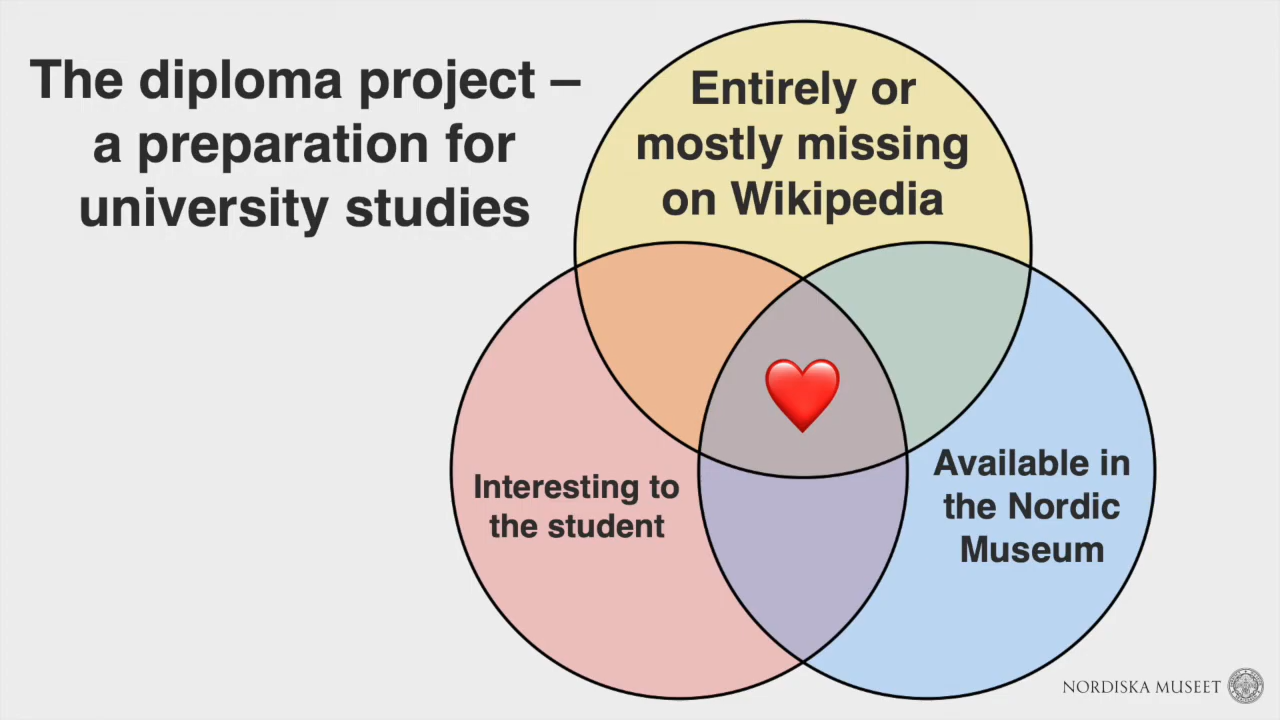 The diploma project –
a preparation for
university studies
Entirely or
mostly missing
on Wikipedia
Interesting to
the student
Available in
the Nordic
Museum
NORDISKA MUSEET